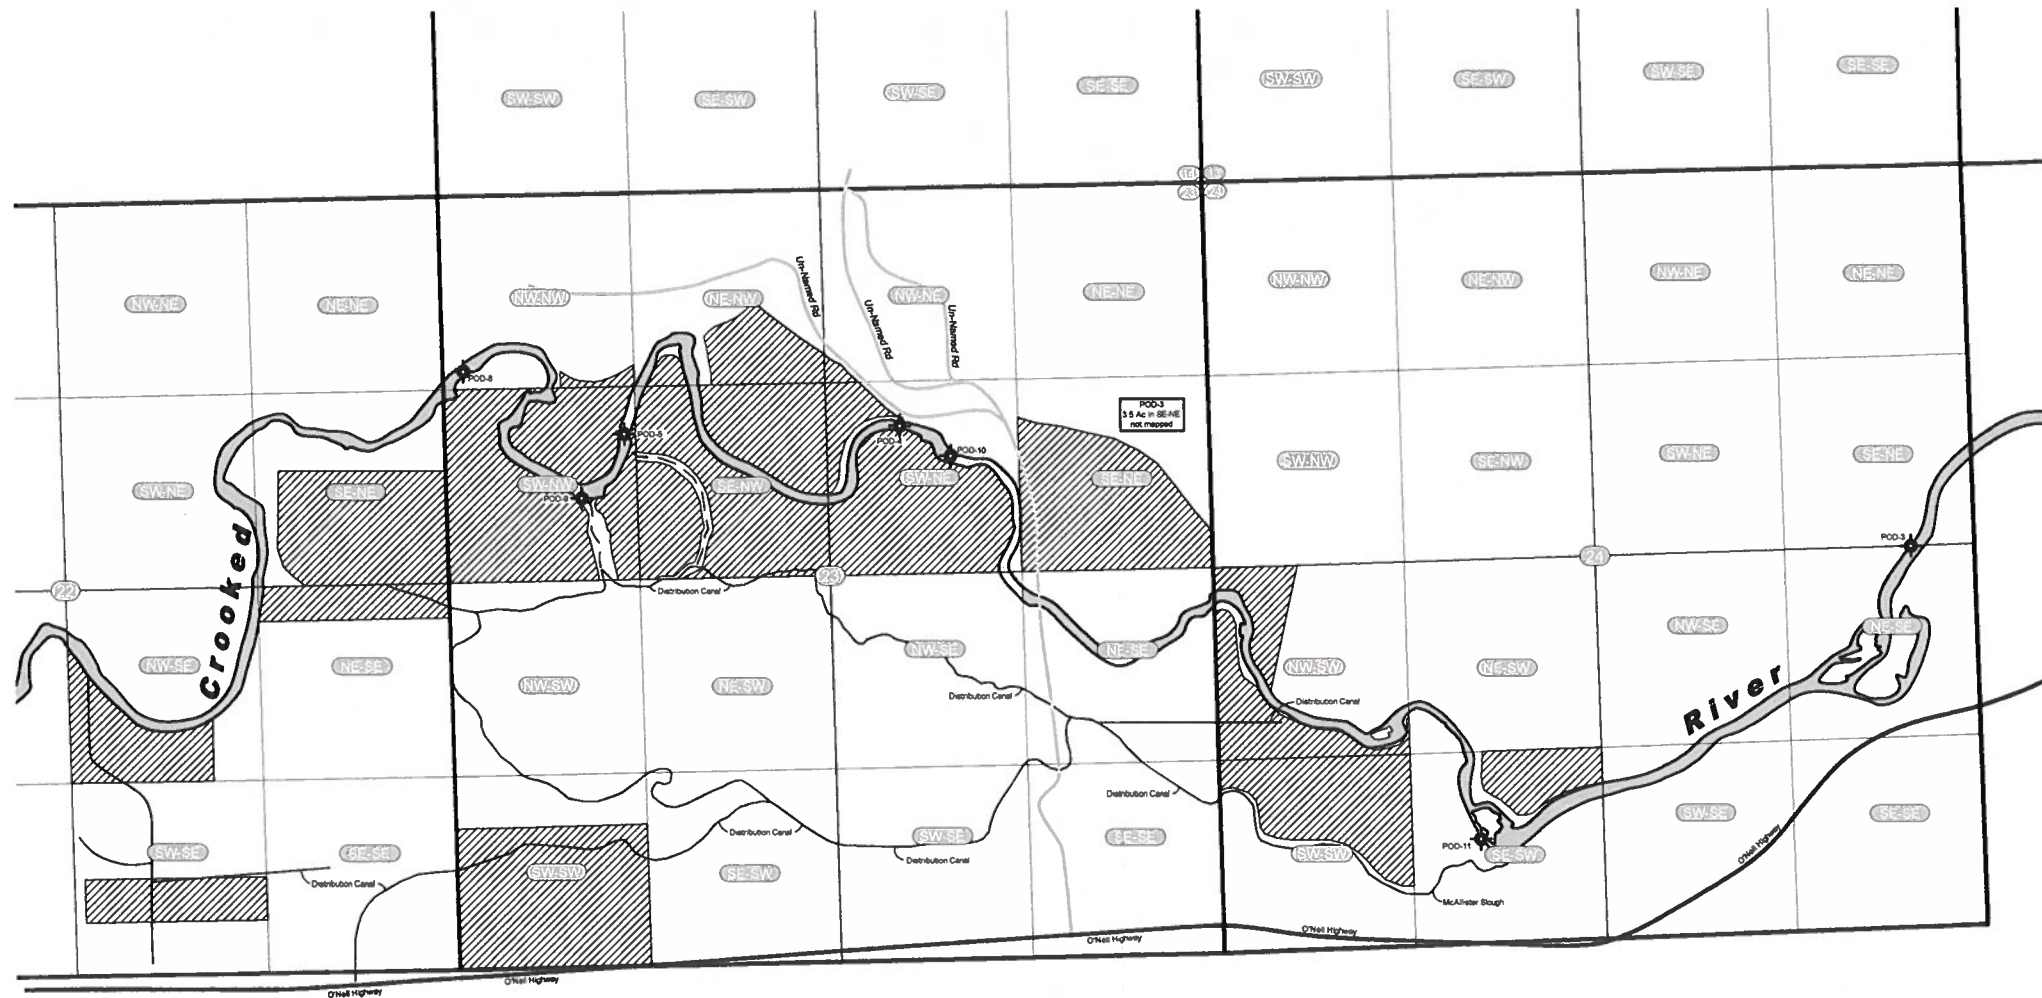 SW-SW
SE-SW
SW-SE
SE-SE
SW-SW
SE-SW
SW-SE
SE-SE
13
23
NW-NE
NE-NE
NW-NW
NE-NW
NW-NE
NE-NE
NW-NW
NE-NW
NW-NE
NE-NE
Un-Named Rd
Un-Named Rd
Un-Named Rd
POD-8
POD-3
3.5 Ac in SE-NE
not mapped
POD-5
POD-4
POD-10
SW-NE
SE-NE
SW-NW
SE-NW
SW-NE
SE-NE
SW-NW
SE-NW
SW-NE
SE-NE
POD-9
POD-3
Crooked
22
23
24
Distribution Canal
NW-SE
NE-SE
NW-SW
NE-SW
NW-SE
NE-SE
NW-SW
NE-SW
NW-SE
NE-SE
Distribution Canal
Distribution Canal
River
Distribution Canal
Distribution Canal
Distribution Canal
Distribution Canal
SW-SE
SE-SE
SW-SW
SE-SW
SW-SE
SE-SE
SW-SW
POD-11
SE-SW
SW-SE
SE-SE
McAllister Slough
O'Neil Highway
O'Neil Highway
O'Neil Highway
O'Neil Highway
O'Neil Highway